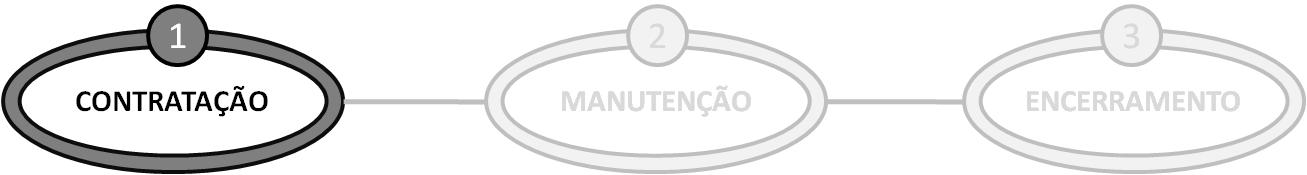 1
CONTRATAÇÃO
2
MANUTENÇÃO
3
ENCERRAMENTO